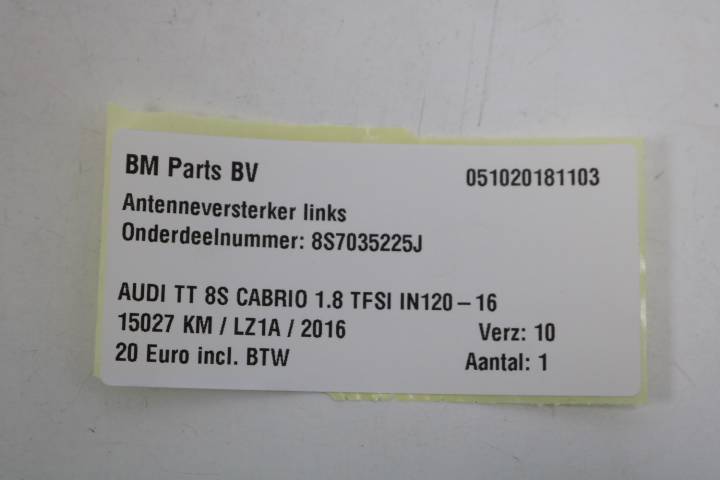 BM Parts BV 051020181103
Antenneversterker links
Onderdeelnummer: 8S7035225J
AUDI TT 8S CABRIO 1.8 TFSI IN120 – 16
15027 KM / LZ1A / 2016 Verz: 10
20 Euro incl. BTW Aantal: 1